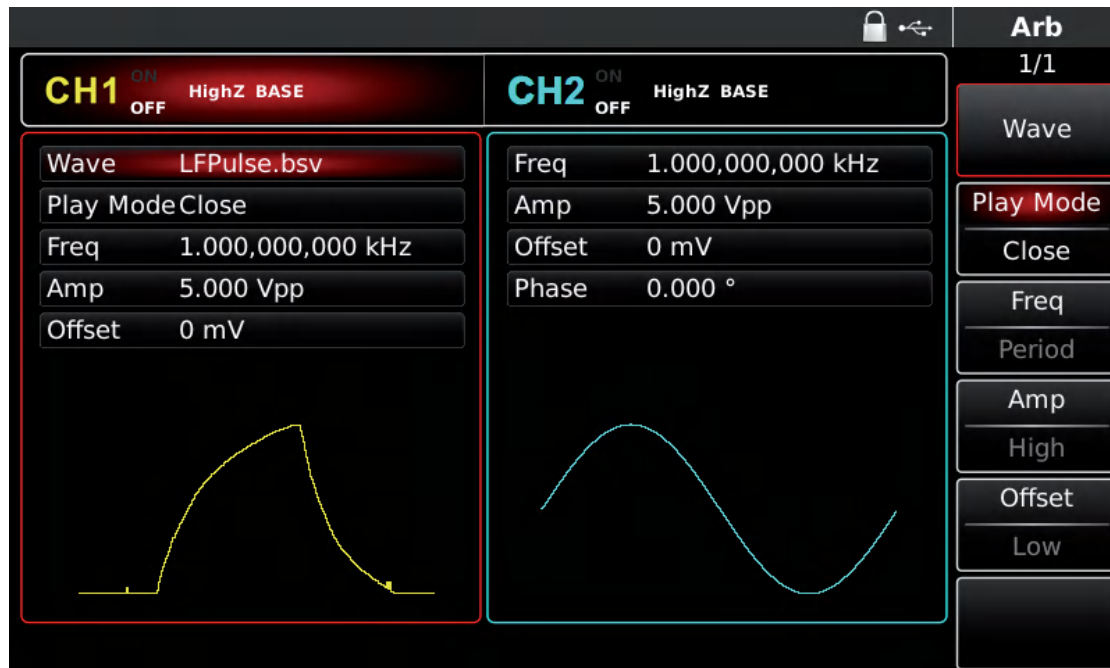 Arb
1/1
CH1 ON OFF HighZ BASE
CH2 ON OFF HighZ BASE
Wave LFPulse.bsv
Play Mode Close
Freq 1.000,000,000 kHz
Amp 5.000 Vpp
Offset 0 mV
Freq 1.000,000,000 kHz
Amp 5.000 Vpp
Offset 0 mV
Phase 0.000 °
Wave
Play Mode
Close
Freq
Period
Amp
High
Offset
Low